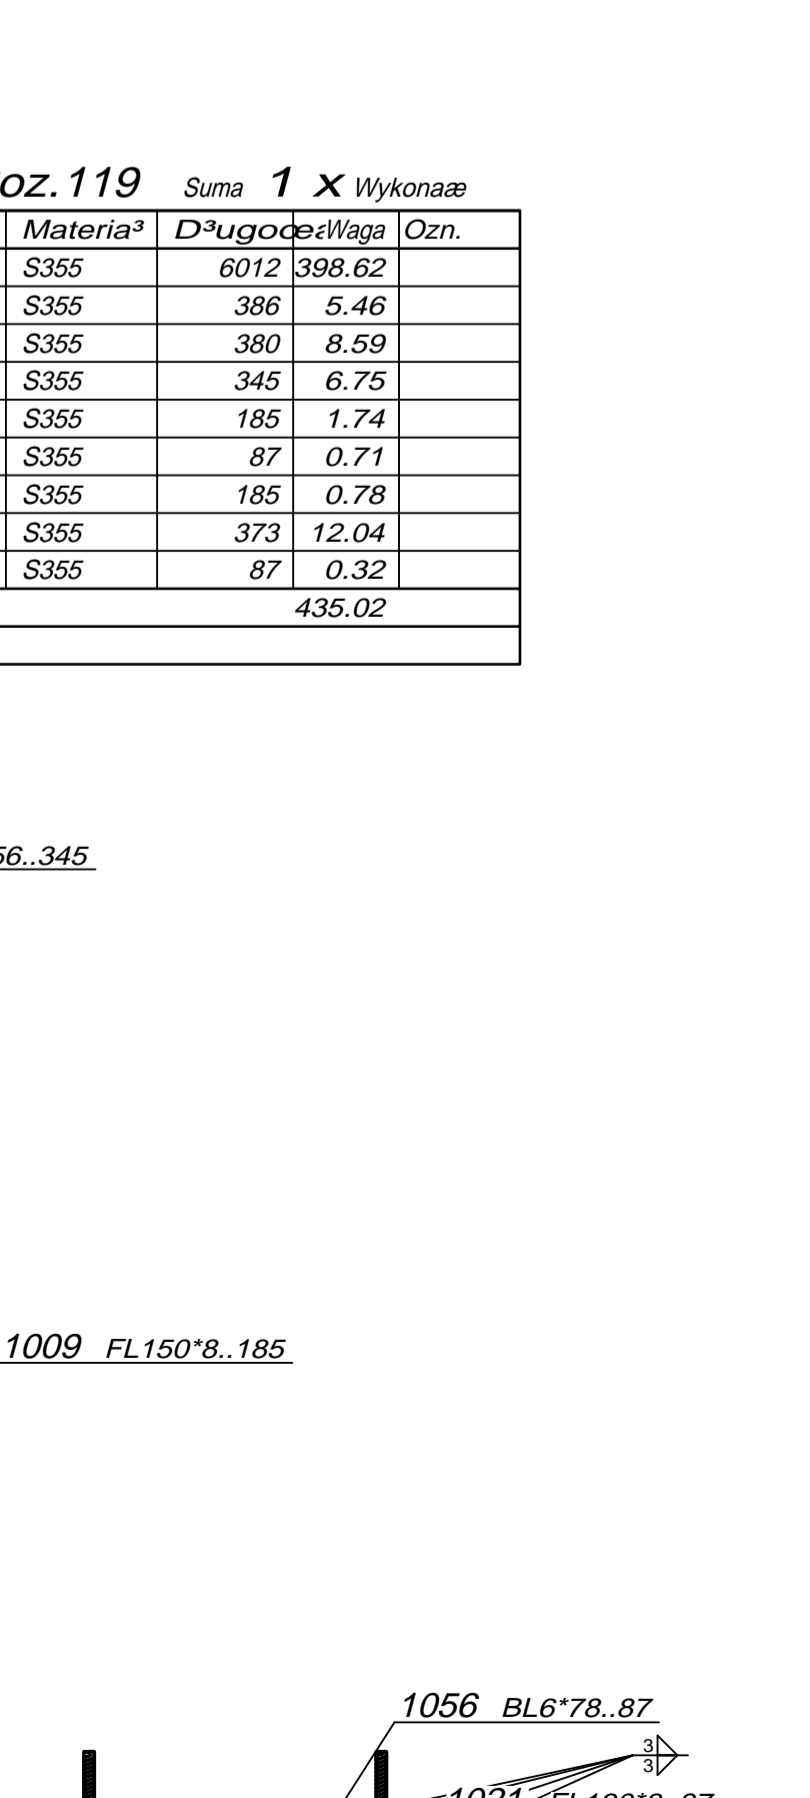 oz.119 Suma 1 x Wykonaæ
Materia³ D³ugoœæ Waga Ozn.
S355 6012 398.62
S355 386 5.46
S355 380 8.59
S355 345 6.75
S355 185 1.74
S355 87 0.71
S355 185 0.78
S355 373 12.04
S355 87 0.32
435.02
56..345
1009 FL150*8..185
1056 BL6*78..87
3
3
1021